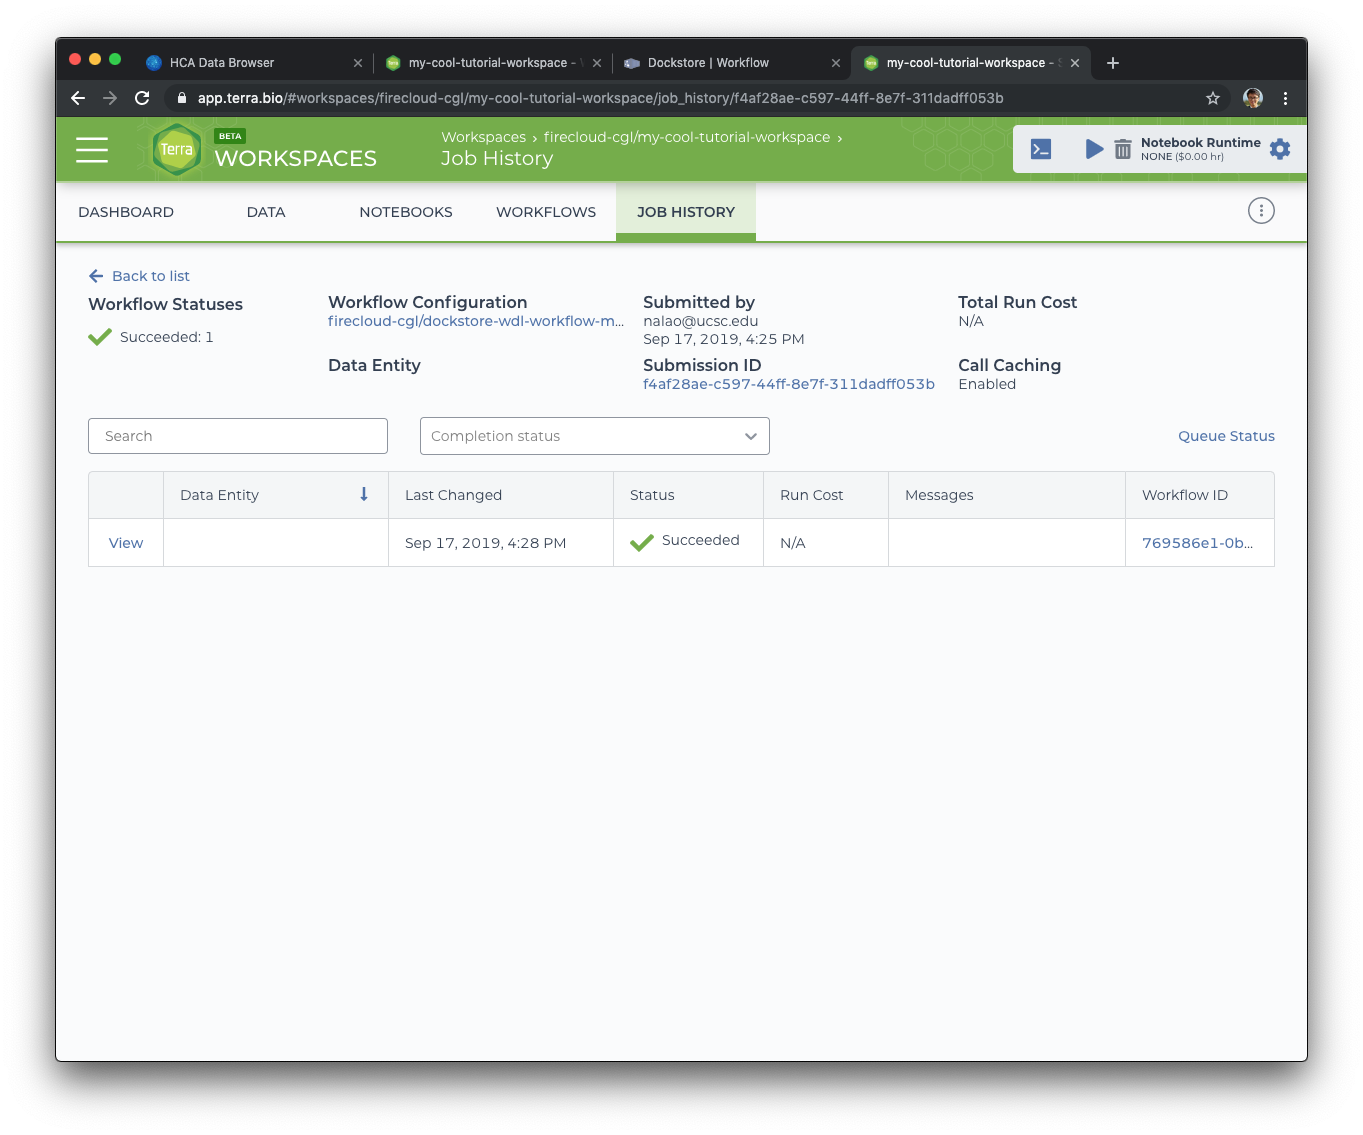 HCA Data Browser
my-cool-tutorial-workspace -
Dockstore | Workflow
my-cool-tutorial-workspace -
app.terra.bio/#workspaces/firecloud-cgl/my-cool-tutorial-workspace/job_history/f4af28ae-c597-44ff-8e7f-311dadff053b
Terra
BETA
WORKSPACES
Workspaces › firecloud-cgl/my-cool-tutorial-workspace ›
Job History
Notebook Runtime
NONE ($0.00 hr)
DASHBOARD
DATA
NOTEBOOKS
WORKFLOWS
JOB HISTORY
Back to list
Workflow Statuses
Succeeded: 1
Workflow Configuration
firecloud-cgl/dockstore-wdl-workflow-m...
Data Entity
Submitted by
nalao@ucsc.edu
Sep 17, 2019, 4:25 PM
Submission ID
f4af28ae-c597-44ff-8e7f-311dadff053b
Total Run Cost
N/A
Call Caching
Enabled
Search
Completion status
Queue Status
Data Entity
Last Changed
Status
Run Cost
Messages
Workflow ID
View
Sep 17, 2019, 4:28 PM
Succeeded
N/A
769586e1-0b...